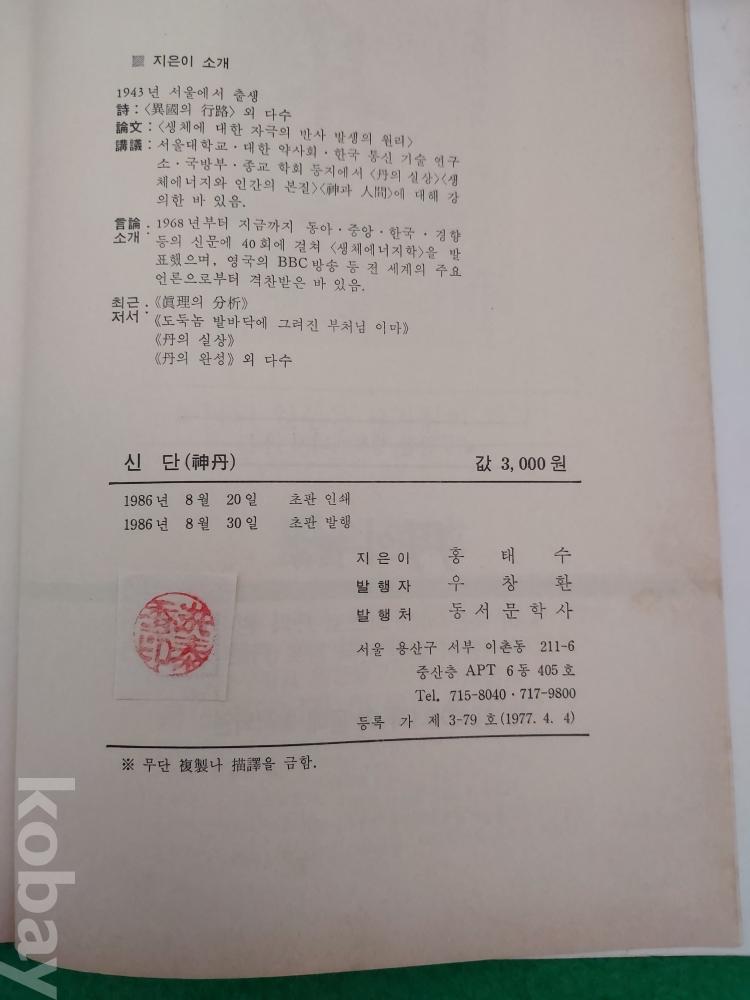 ▨ 지은이 소개
1943년 서울에서 출생
詩：〈異國의 行路〉 외 다수
論文：〈생체에 대한 자극의 반사 발생의 원리〉
講議：서울대학교·대한 약사회·한국 통신 기술 연구
소·국방부·종교 학회 등지에서 〈丹의 실상〉〈생
체에너지와 인간의 본질〉〈神과 人間〉에 대해 강
의한 바 있음.
言論 소개：1968년부터 지금까지 동아·중앙·한국·경향
등의 신문에 40회에 걸쳐 〈생체에너지학〉을 발
표했으며, 영국의 BBC방송 등 전 세계의 주요
언론으로부터 격찬받은 바 있음.
최근 저서：《眞理의 分析》
《도둑놈 발바닥에 그려진 부처님 이마》
《丹의 실상》
《丹의 완성》 외 다수
신 단(神丹) 값 3,000원
1986년 8월 20일 초판 인쇄
1986년 8월 30일 초판 발행
지은이 홍태수
발행자 우창환
발행처 동서문학사
서울 용산구 서부 이촌동 211-6
중산층 APT 6동 405호
Tel. 715-8040·717-9800
등록 가 제 3-79 호(1977. 4. 4)
洪泰秀印
※ 무단 複製나 描譯을 금함.
kobay